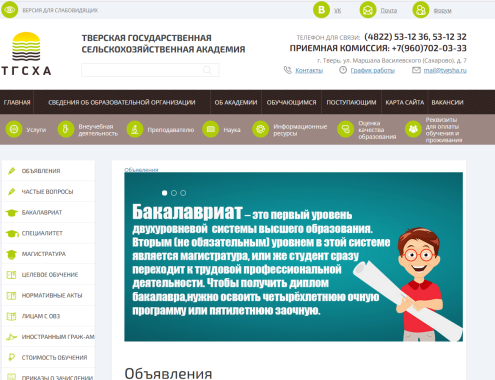 ВЕРСИЯ ДЛЯ СЛАБОВИДЯЩИХ
VK
Почта
Форум
ТГСХА
ТВЕРСКАЯ ГОСУДАРСТВЕННАЯ
СЕЛЬСКОХОЗЯЙСТВЕННАЯ АКАДЕМИЯ
ТЕЛЕФОН ДЛЯ СВЯЗИ: (4822) 53-12 36, 53-12 32
ПРИЕМНАЯ КОМИССИЯ: +7(960)702-03-33
г. Тверь, ул. Маршала Василевского (Сахарово), д. 7
Контакты
График работы
mail@tvgsha.ru
ГЛАВНАЯ
СВЕДЕНИЯ ОБ ОБРАЗОВАТЕЛЬНОЙ ОРГАНИЗАЦИИ
ОБ АКАДЕМИИ
ОБУЧАЮЩИМСЯ
ПОСТУПАЮЩИМ
КАРТА САЙТА
ВАКАНСИИ
Услуги
Внеучебная
деятельность
Преподавателю
Наука
Информационные
ресурсы
Оценка
качества
образования
Реквизиты
для оплаты
обучения и
проживания
ОБЪЯВЛЕНИЯ
ЧАСТЫЕ ВОПРОСЫ
БАКАЛАВРИАТ
СПЕЦИАЛИТЕТ
МАГИСТРАТУРА
ЦЕЛЕВОЕ ОБУЧЕНИЕ
НОРМАТИВНЫЕ АКТЫ
ЛИЦАМ С ОВЗ
ИНОСТРАННЫМ ГРАЖ-АМ
СТОИМОСТЬ ОБУЧЕНИЯ
ПРИКАЗЫ О ЗАЧИСЛЕНИИ
Объявления
Бакалавриат – это первый уровень
двухуровневой системы высшего образования.
Вторым (не обязательным) уровнем в этой системе
является магистратура, или же студент сразу
переходит к трудовой профессиональной
деятельности. Чтобы получить диплом
бакалавра,нужно освоить четырёхлетнюю очную
программу или пятилетнюю заочную.
Объявления